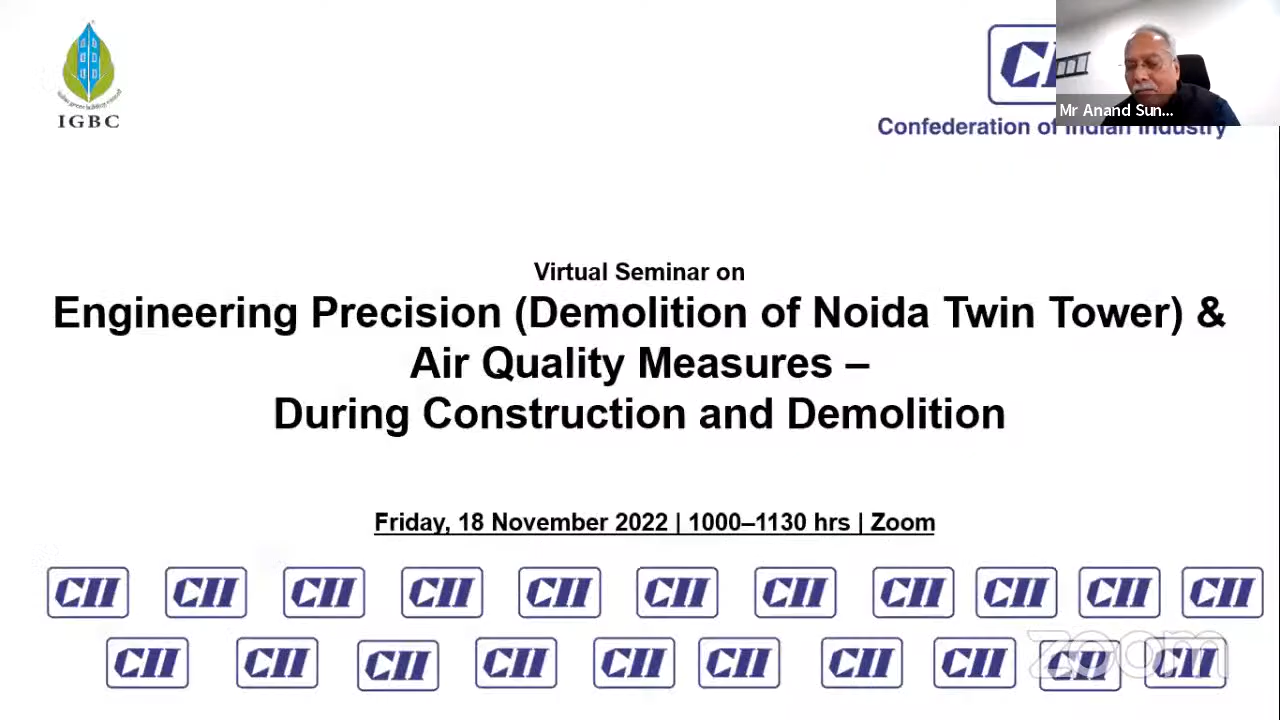 IGBC
Mr Anand Sun...
Confederation of Indian Industry
Virtual Seminar on
Engineering Precision (Demolition of Noida Twin Tower) &
Air Quality Measures –
During Construction and Demolition
Friday, 18 November 2022 | 1000–1130 hrs | Zoom
CII CII CII CII CII CII CII CII CII CII CII
CII CII CII CII CII CII CII CII CII CII
zoom